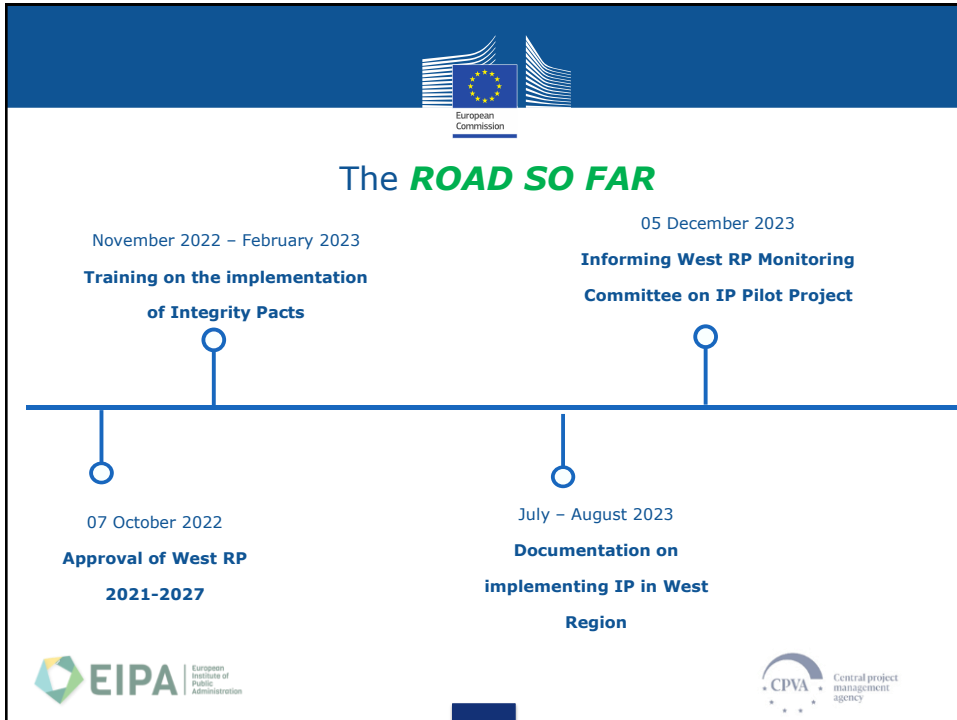 European
Commission
The ROAD SO FAR
November 2022 – February 2023
Training on the implementation
of Integrity Pacts
05 December 2023
Informing West RP Monitoring
Committee on IP Pilot Project
07 October 2022
Approval of West RP
2021-2027
July – August 2023
Documentation on
implementing IP in West
Region
EIPA
European
Institute of
Public
Administration
CPVA
Central project
management
agency